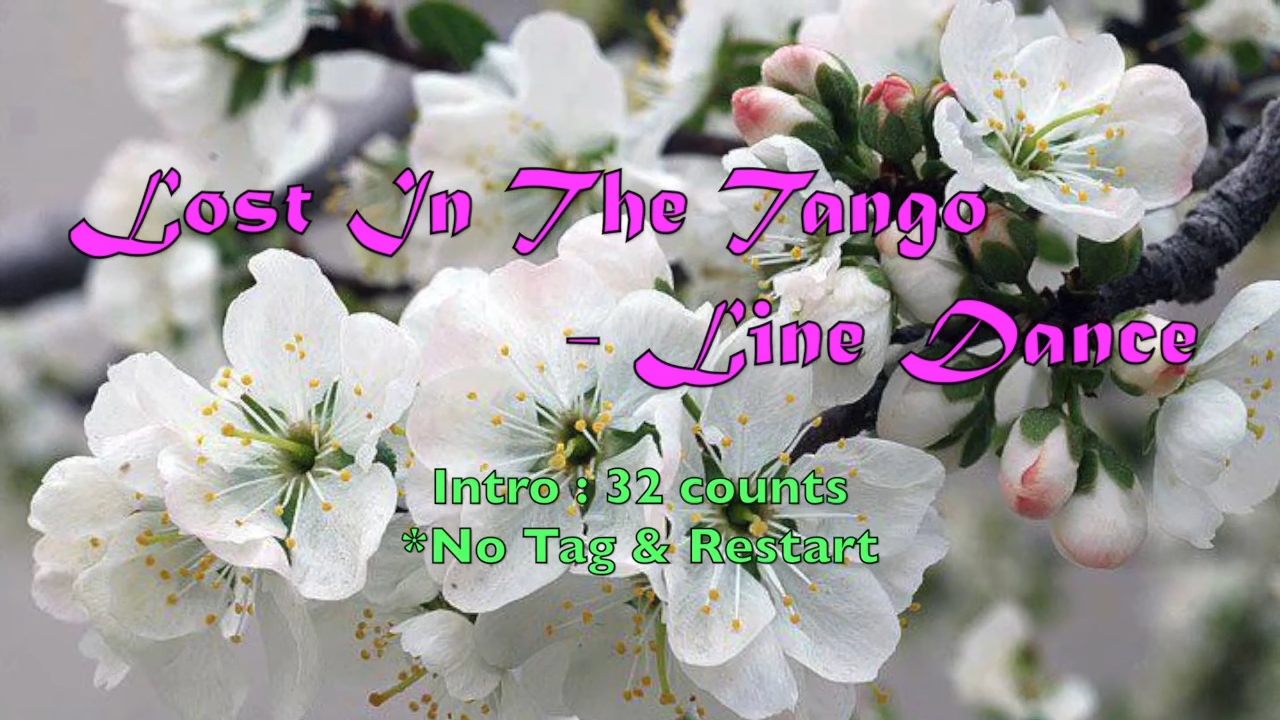 Lost In The Tango
- Line Dance
Intro : 32 counts
*No Tag & Restart